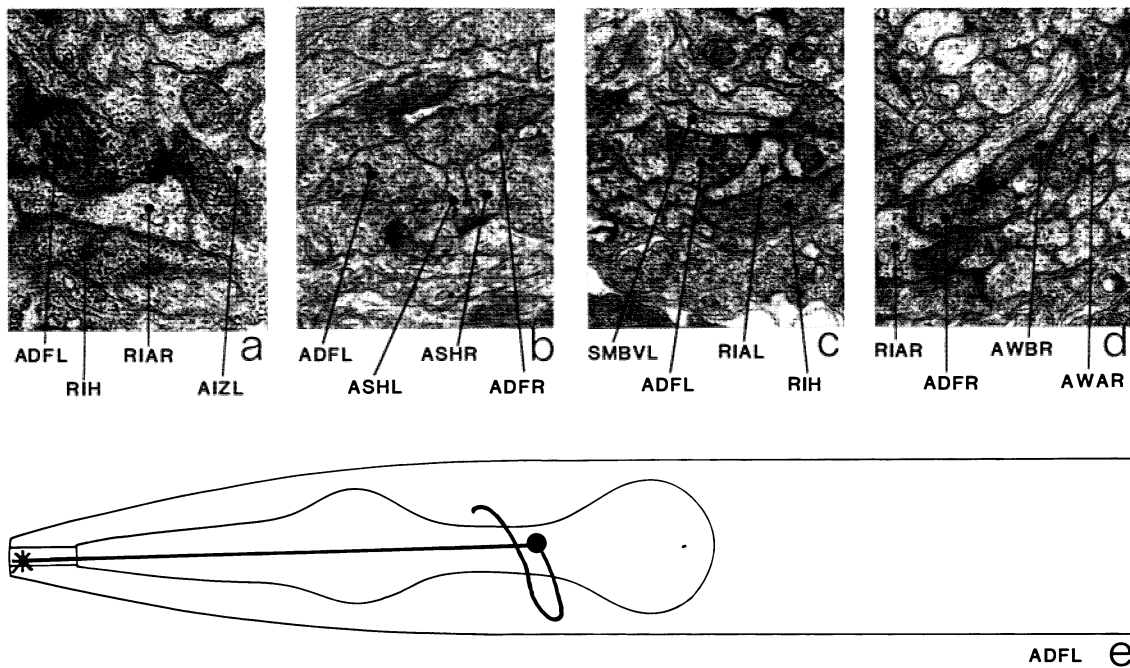 a
ADFL
RIH
RIAR
AIZL
b
ADFL
ASHL
ASHR
ADFR
c
SMBVL
ADFL
RIAL
RIH
d
RIAR
ADFR
AWBR
AWAR
ADFL e